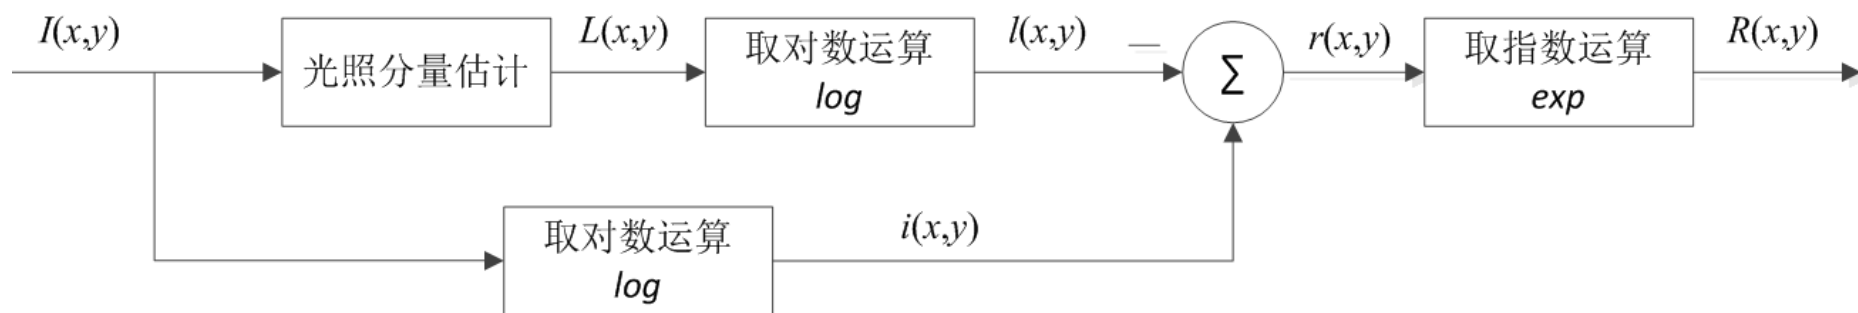 I(x,y)
光照分量估计
L(x,y)
取对数运算
log
l(x,y)
—
∑
r(x,y)
取指数运算
exp
R(x,y)
取对数运算
log
i(x,y)